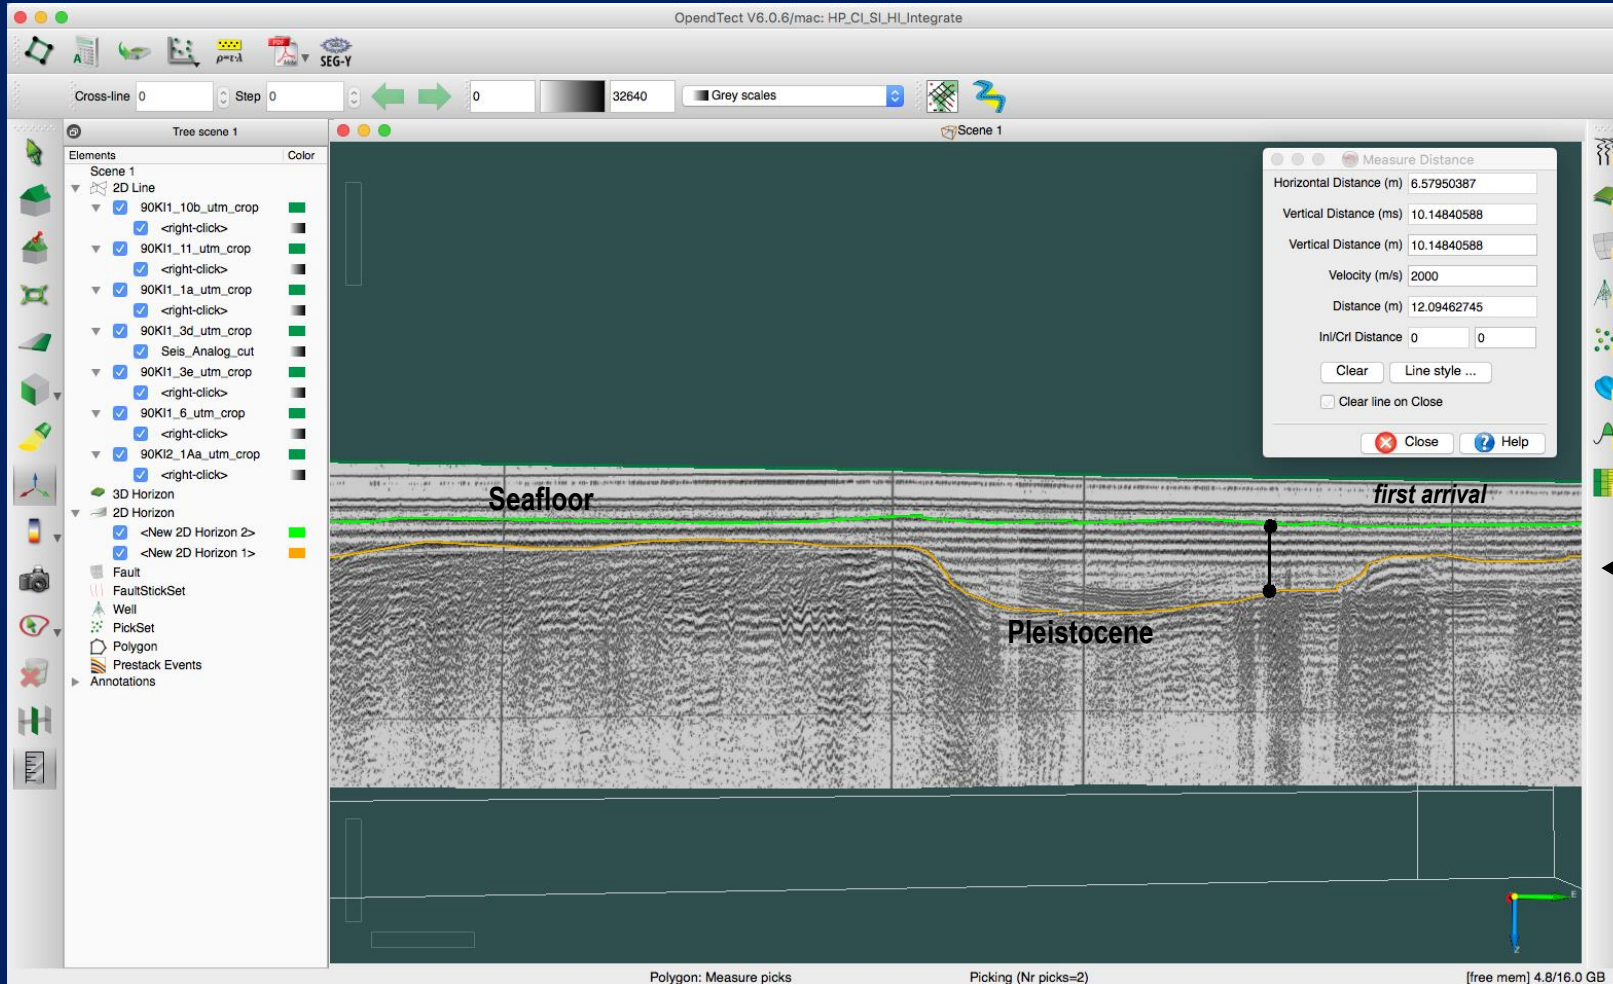 OpendTect V6.0.6/mac: HP_CI_SI_HI_Integrate
A
ρ=τ·λ
PDF
SEG-Y
Cross-line 0 Step 0 0 32640 Grey scales
Tree scene 1
Scene 1
Elements Color
Scene 1
2D Line
90KI1_10b_utm_crop
<right-click>
90KI1_11_utm_crop
<right-click>
90KI1_1a_utm_crop
<right-click>
90KI1_3d_utm_crop
Seis_Analog_cut
90KI1_3e_utm_crop
<right-click>
90KI1_6_utm_crop
<right-click>
90KI2_1Aa_utm_crop
<right-click>
3D Horizon
2D Horizon
<New 2D Horizon 2>
<New 2D Horizon 1>
Fault
FaultStickSet
Well
PickSet
Polygon
Prestack Events
Annotations
Measure Distance
Horizontal Distance (m) 6.57950387
Vertical Distance (ms) 10.14840588
Vertical Distance (m) 10.14840588
Velocity (m/s) 2000
Distance (m) 12.09462745
Inl/Crl Distance 0 0
Clear Line style ...
Clear line on Close
Close Help
Seafloor
first arrival
Pleistocene
E
Z
Polygon: Measure picks Picking (Nr picks=2) [free mem] 4.8/16.0 GB